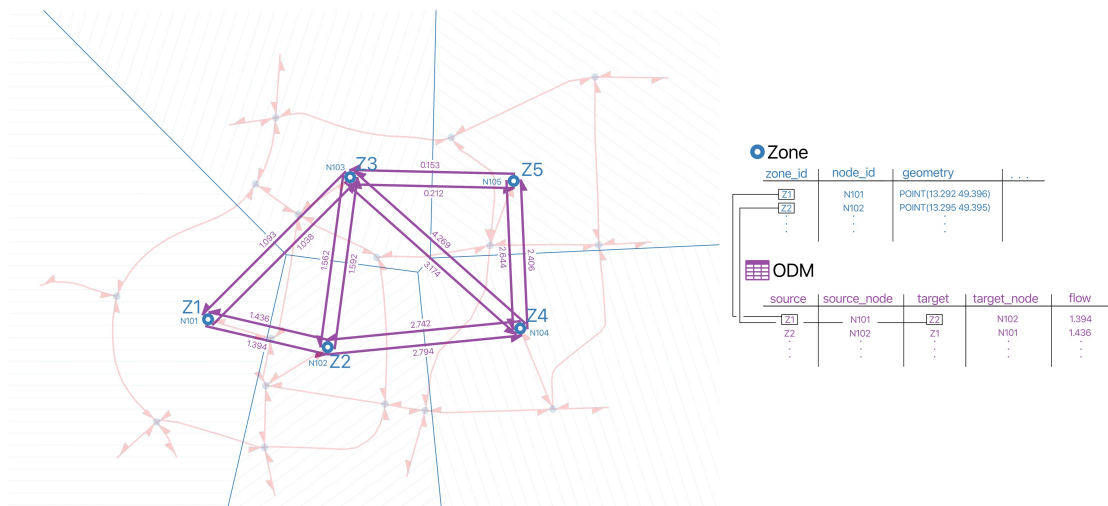 Z3
N103
0.153
Z5
N105
0.212
1.093
1.038
1.562
1.592
4.269
3.174
2.644
2.406
Z1
N101
1.436
1.394
2.742
Z4
N104
2.794
N102
Z2
Zone
zone_id node_id geometry . . .
Z1 N101 POINT(13.292 49.396)
Z2 N102 POINT(13.295 49.395)
ODM
source source_node target target_node flow
Z1 N101 Z2 N102 1.394
Z2 N102 Z1 N101 1.436